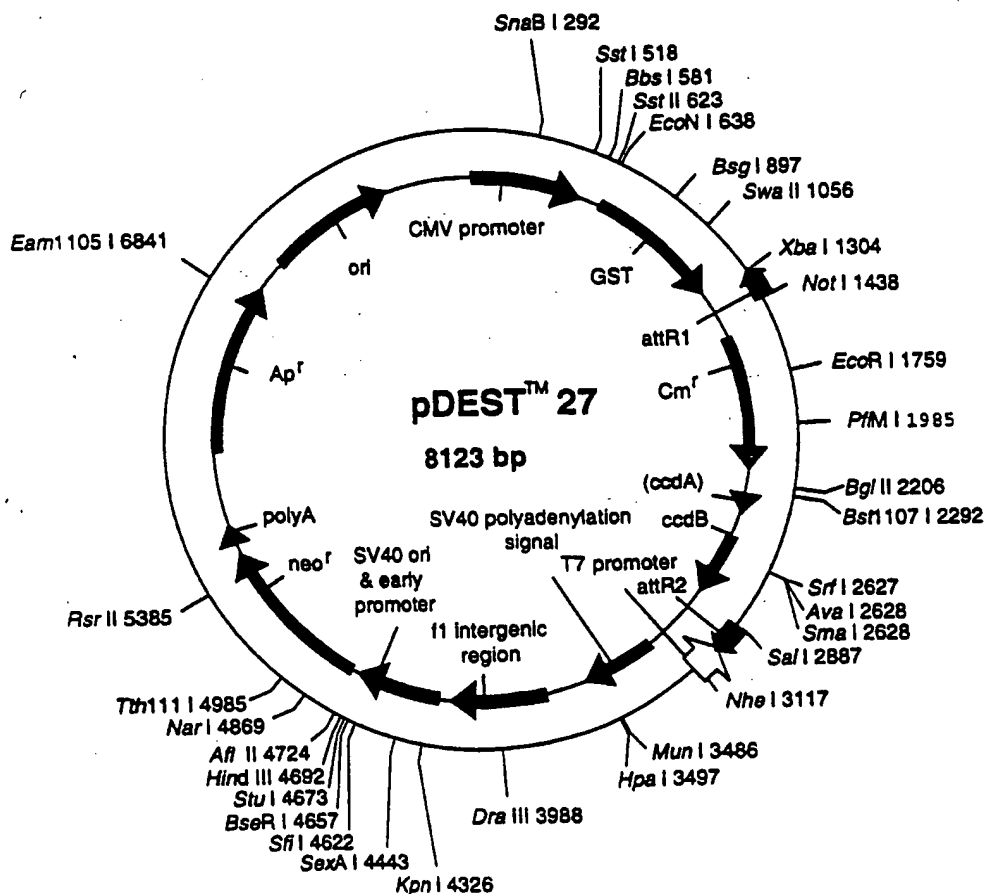 SnaB I 292
Sst I 518
Bbs I 581
Sst II 623
EcoN I 638
Bsg I 897
Swa II 1056
Xba I 1304
Not I 1438
EcoR I 1759
PflM I 1985
Bgl II 2206
Bst1107 I 2292
Srf I 2627
Ava I 2628
Sma I 2628
Sal I 2887
Nhe I 3117
Mun I 3486
Hpa I 3497
Dra III 3988
Kpn I 4326
SexA I 4443
Sfi I 4622
BseR I 4657
Stu I 4673
Hind III 4692
Afl II 4724
Nar I 4869
Tth111 I 4985
Rsr II 5385
Eam1105 I 6841
CMV promoter
GST
attR1
Cmʳ
(ccdA)
ccdB
attR2
T7 promoter
SV40 polyadenylation
signal
f1 intergenic
region
SV40 ori
& early
promoter
neoʳ
polyA
Apʳ
ori
pDEST™ 27
8123 bp